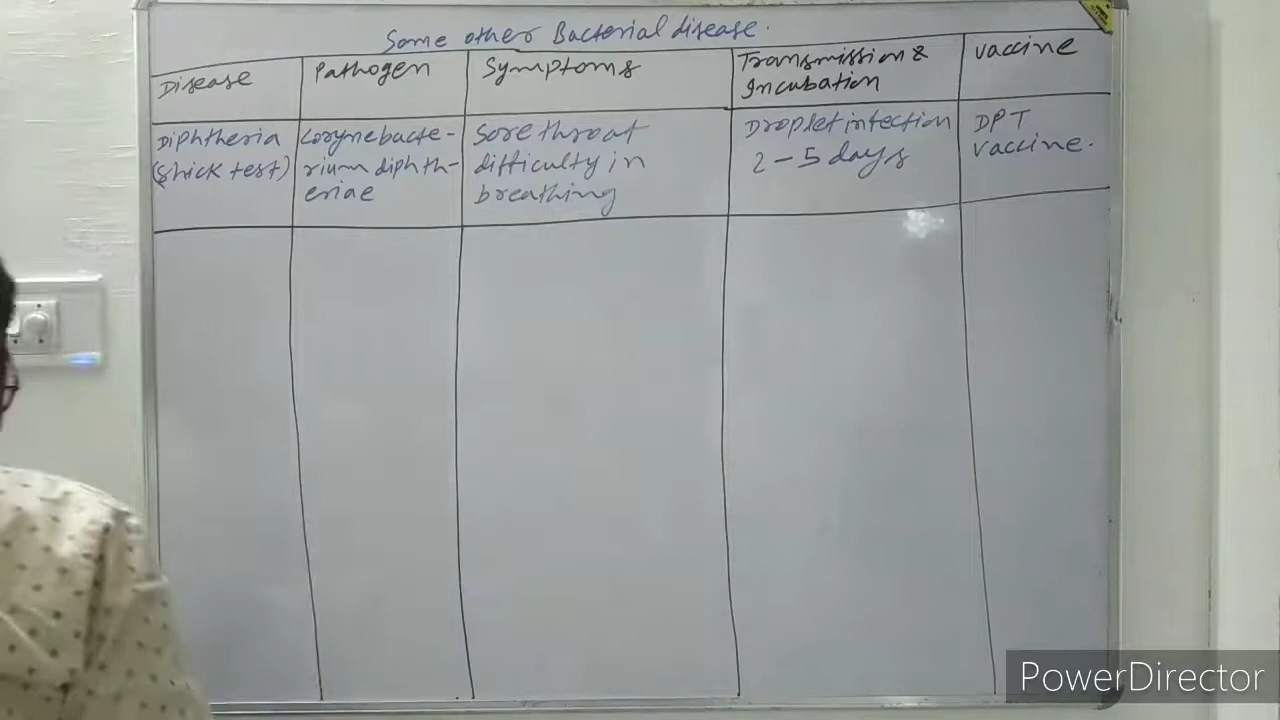 Some other Bacterial disease.
Disease
Pathogen
Symptoms
Transmission &
Incubation
Vaccine
Diphtheria
(shick test)
Corynebacte-
rium diphth-
eriae
Sore throat
difficulty in
breathing
Droplet infection
2-5 days
DPT
vaccine.
PowerDirector